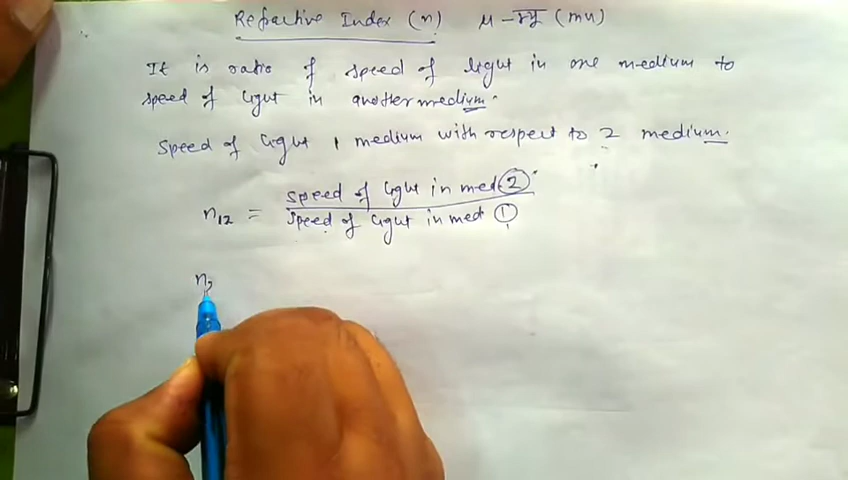 Refractive Index (n) μ - म्यु (mu)
It is ratio of speed of light in one medium to
speed of light in another medium.
Speed of light 1 medium with respect to 2 medium.
n12 = speed of light in med 2
Speed of light in med 1
n2